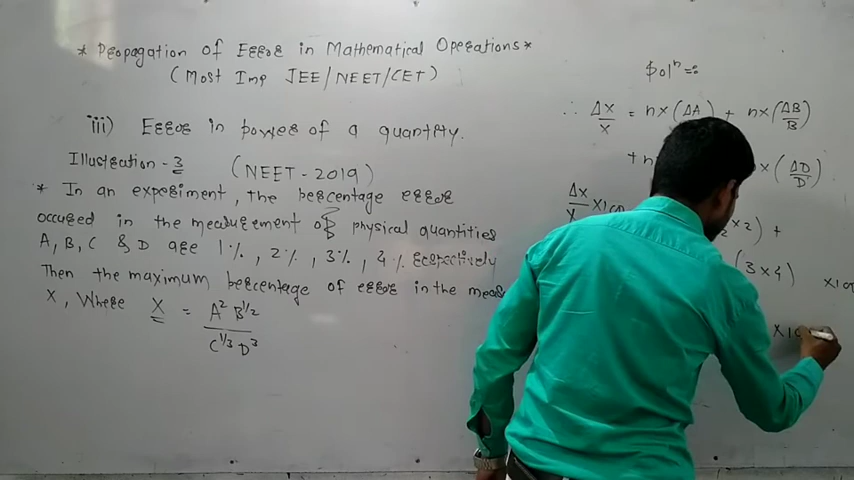 * Propagation of Error in Mathematical Operations *
(Most Imp JEE/NEET/CET)
iii) Error in power of a quantity.
Illustration - 3 (NEET - 2019)
* In an experiment, the percentage error
occured in the measurement of physical quantities
A, B, C & D are 1%, 2%, 3%, 4% respectively
Then the maximum percentage of error in the meas
X, Where X = A² B^1/2
C^1/3 D³
Solⁿ =:
∴ ΔX/X = n×(ΔA) + n×(ΔB/B)
+n × (ΔD/D)
ΔX/X ×100
×2) +
(3×4)
×100
×10